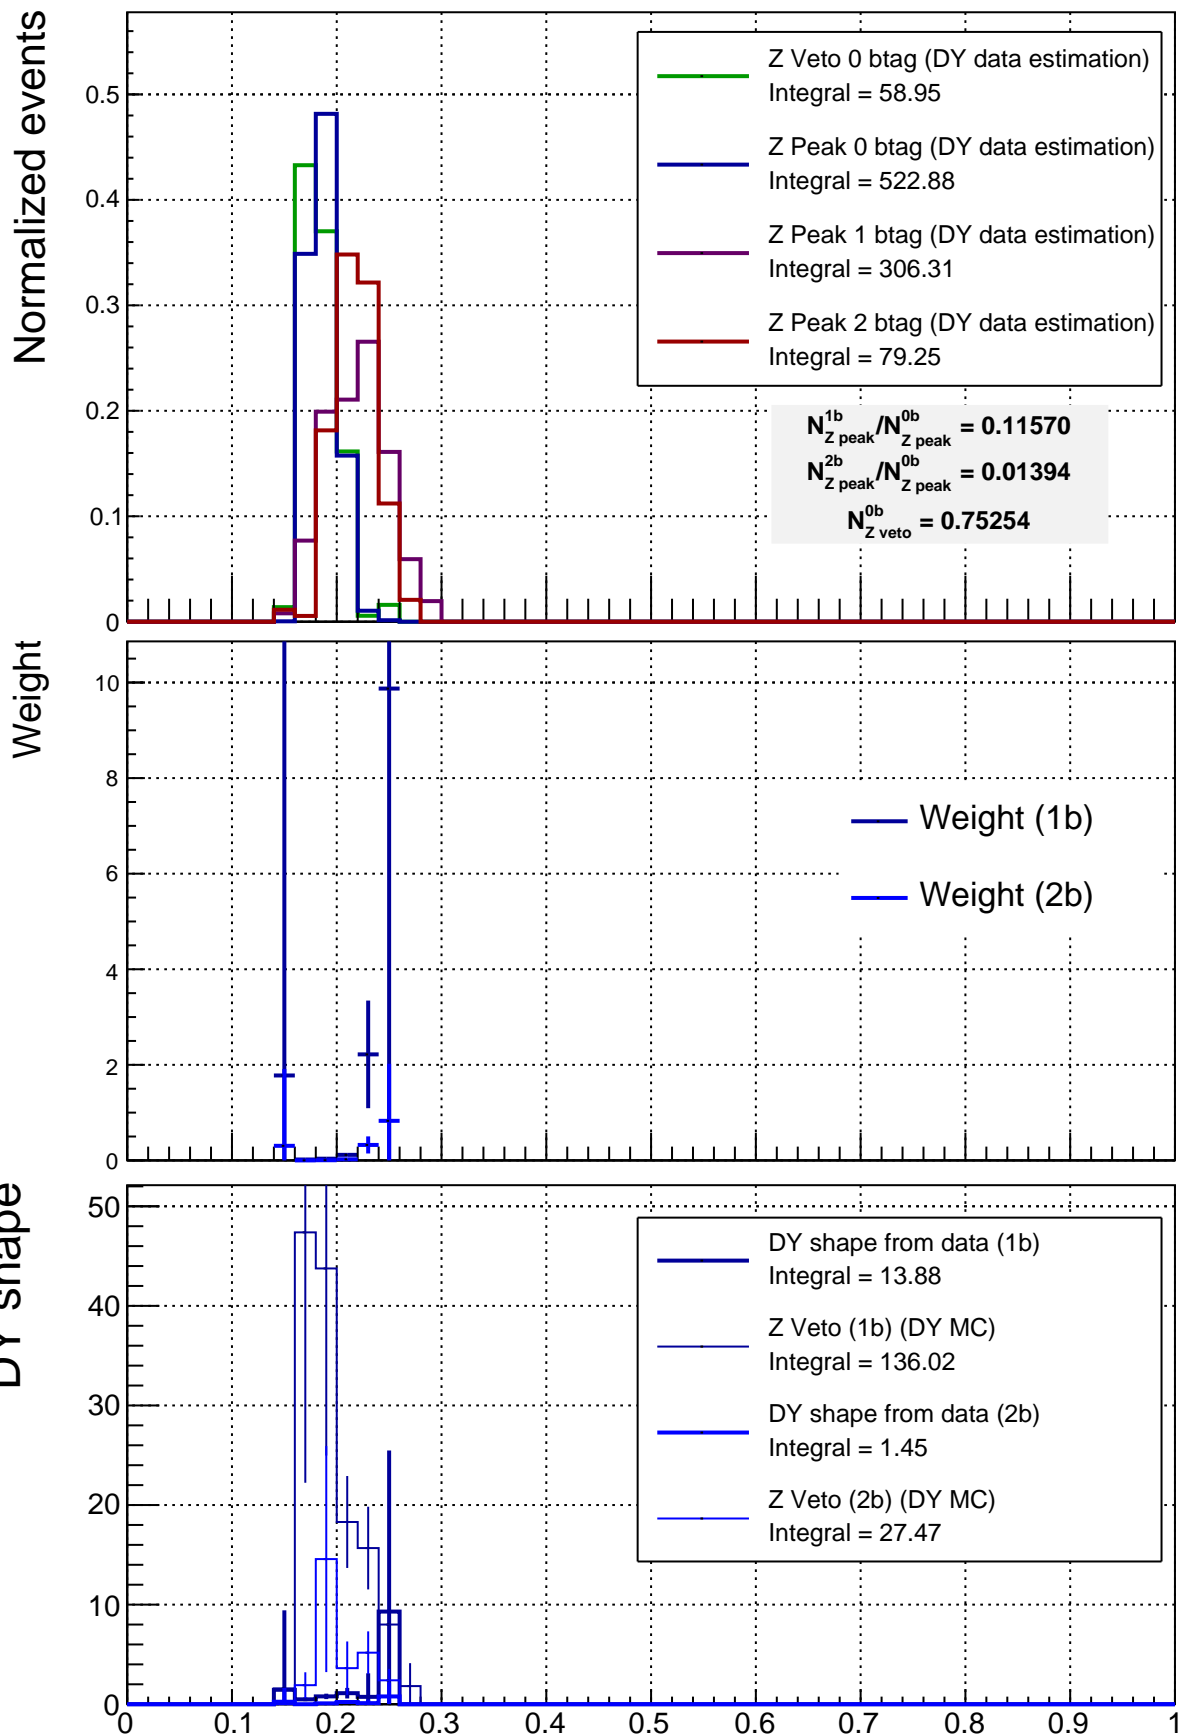 Normalized events
0.5
0.4
0.3
0.2
0.1
0
Z Veto 0 btag (DY data estimation)
Integral = 58.95
Z Peak 0 btag (DY data estimation)
Integral = 522.88
Z Peak 1 btag (DY data estimation)
Integral = 306.31
Z Peak 2 btag (DY data estimation)
Integral = 79.25
N^{1b}_{Z peak}/N^{0b}_{Z peak} = 0.11570
N^{2b}_{Z peak}/N^{0b}_{Z peak} = 0.01394
N^{0b}_{Z veto} = 0.75254
Weight
10
8
6
4
2
0
Weight (1b)
Weight (2b)
DY shape
50
40
30
20
10
0
DY shape from data (1b)
Integral = 13.88
Z Veto (1b) (DY MC)
Integral = 136.02
DY shape from data (2b)
Integral = 1.45
Z Veto (2b) (DY MC)
Integral = 27.47
0 0.1 0.2 0.3 0.4 0.5 0.6 0.7 0.8 0.9 1